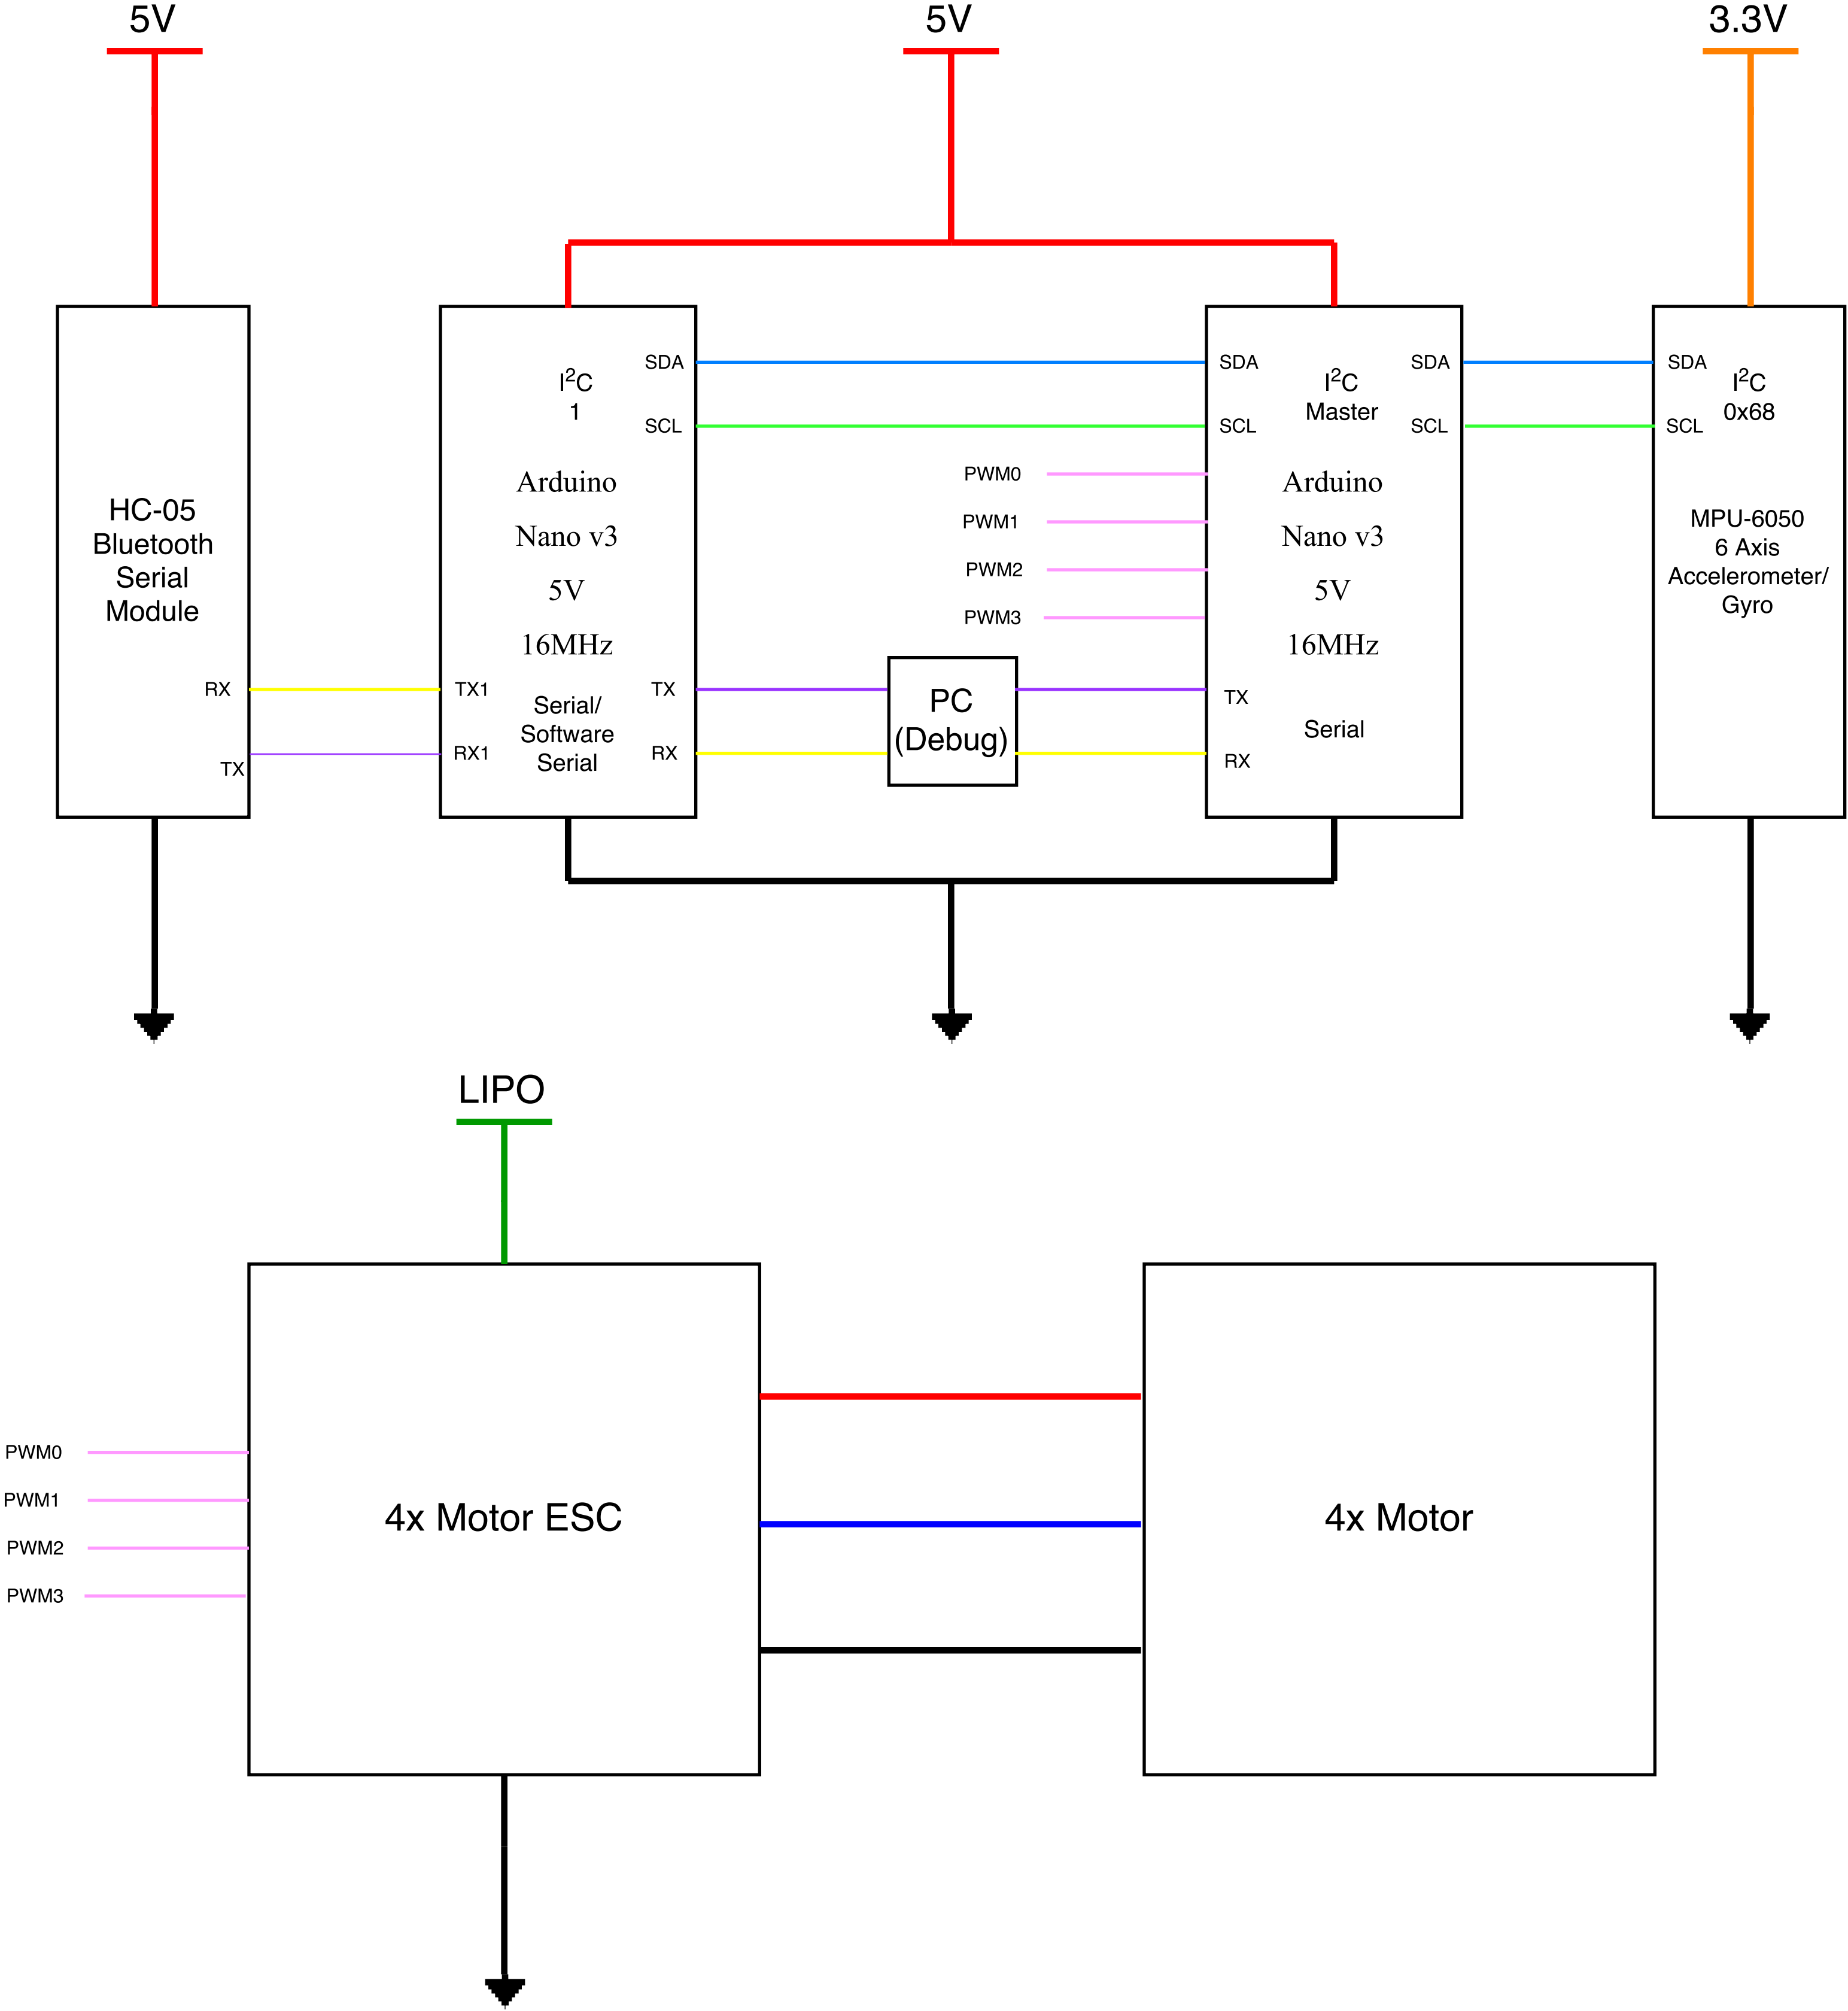 5V
5V
3.3V
HC-05
Bluetooth
Serial
Module
RX
TX
I²C
1
SDA
SCL
Arduino
Nano v3
5V
16MHz
TX1
RX1
Serial/
Software
Serial
TX
RX
PWM0
PWM1
PWM2
PWM3
PC
(Debug)
SDA
SCL
I²C
Master
SDA
SCL
Arduino
Nano v3
5V
16MHz
TX
RX
Serial
SDA
SCL
I²C
0x68
MPU-6050
6 Axis
Accelerometer/
Gyro
LIPO
PWM0
PWM1
PWM2
PWM3
4x Motor ESC
4x Motor